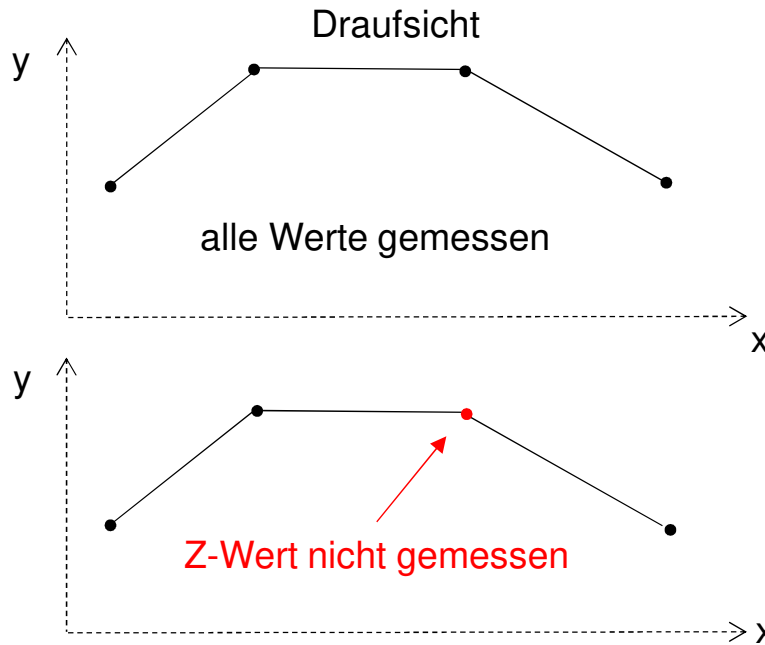 Draufsicht
y
alle Werte gemessen
x
y
Z-Wert nicht gemessen
x